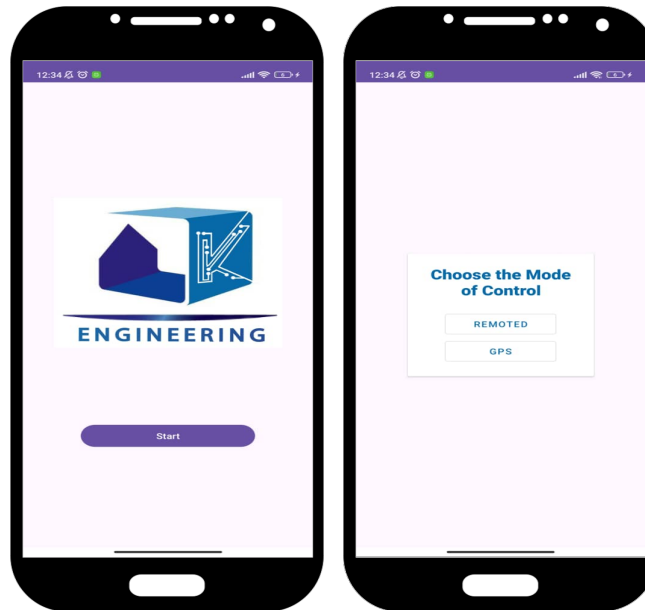 12:34
ENGINEERING
Start
12:34
Choose the Mode
of Control
REMOTED
GPS